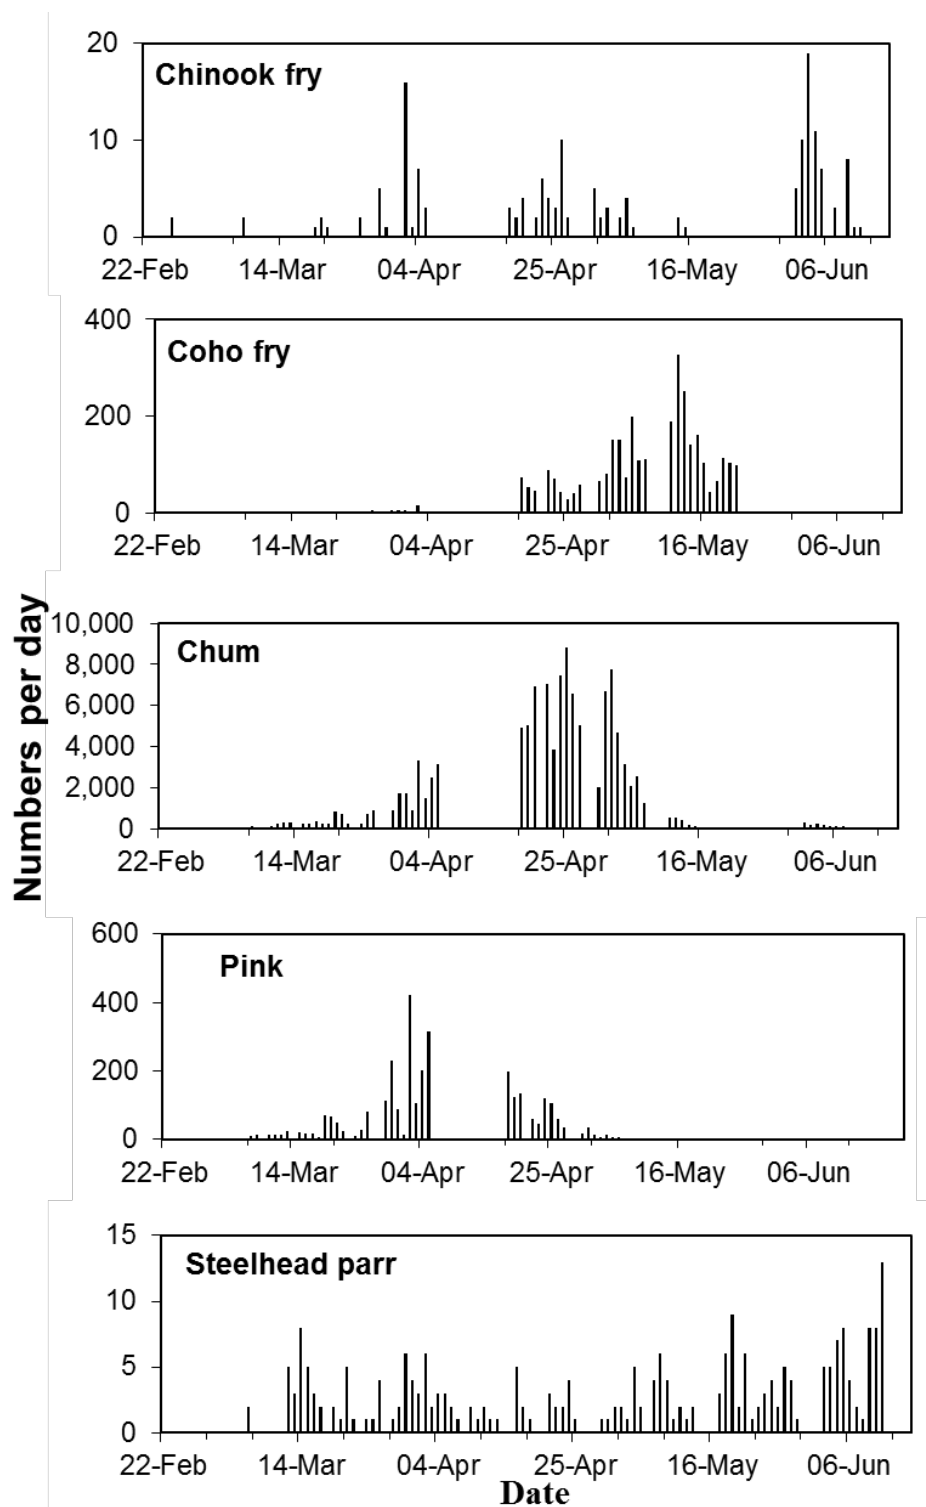 20
Chinook fry
10
0
22-Feb 14-Mar 04-Apr 25-Apr 16-May 06-Jun
400
Coho fry
200
0
22-Feb 14-Mar 04-Apr 25-Apr 16-May 06-Jun
Numbers per day
10,000
Chum
8,000
6,000
4,000
2,000
0
22-Feb 14-Mar 04-Apr 25-Apr 16-May 06-Jun
600
Pink
400
200
0
22-Feb 14-Mar 04-Apr 25-Apr 16-May 06-Jun
15
Steelhead parr
10
5
0
22-Feb 14-Mar 04-Apr 25-Apr 16-May 06-Jun
Date